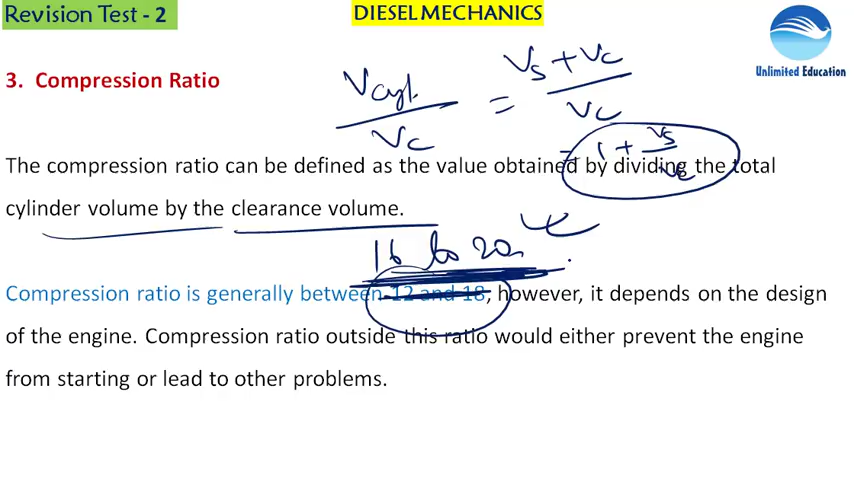 Revision Test - 2
DIESEL MECHANICS
Unlimited Education
3. Compression Ratio
Vcyl. / Vc = Vs + Vc / Vc
= 1 + Vs / Vc
The compression ratio can be defined as the value obtained by dividing the total
cylinder volume by the clearance volume.
16 to 20
Compression ratio is generally between 12 and 18, however, it depends on the design
of the engine. Compression ratio outside this ratio would either prevent the engine
from starting or lead to other problems.